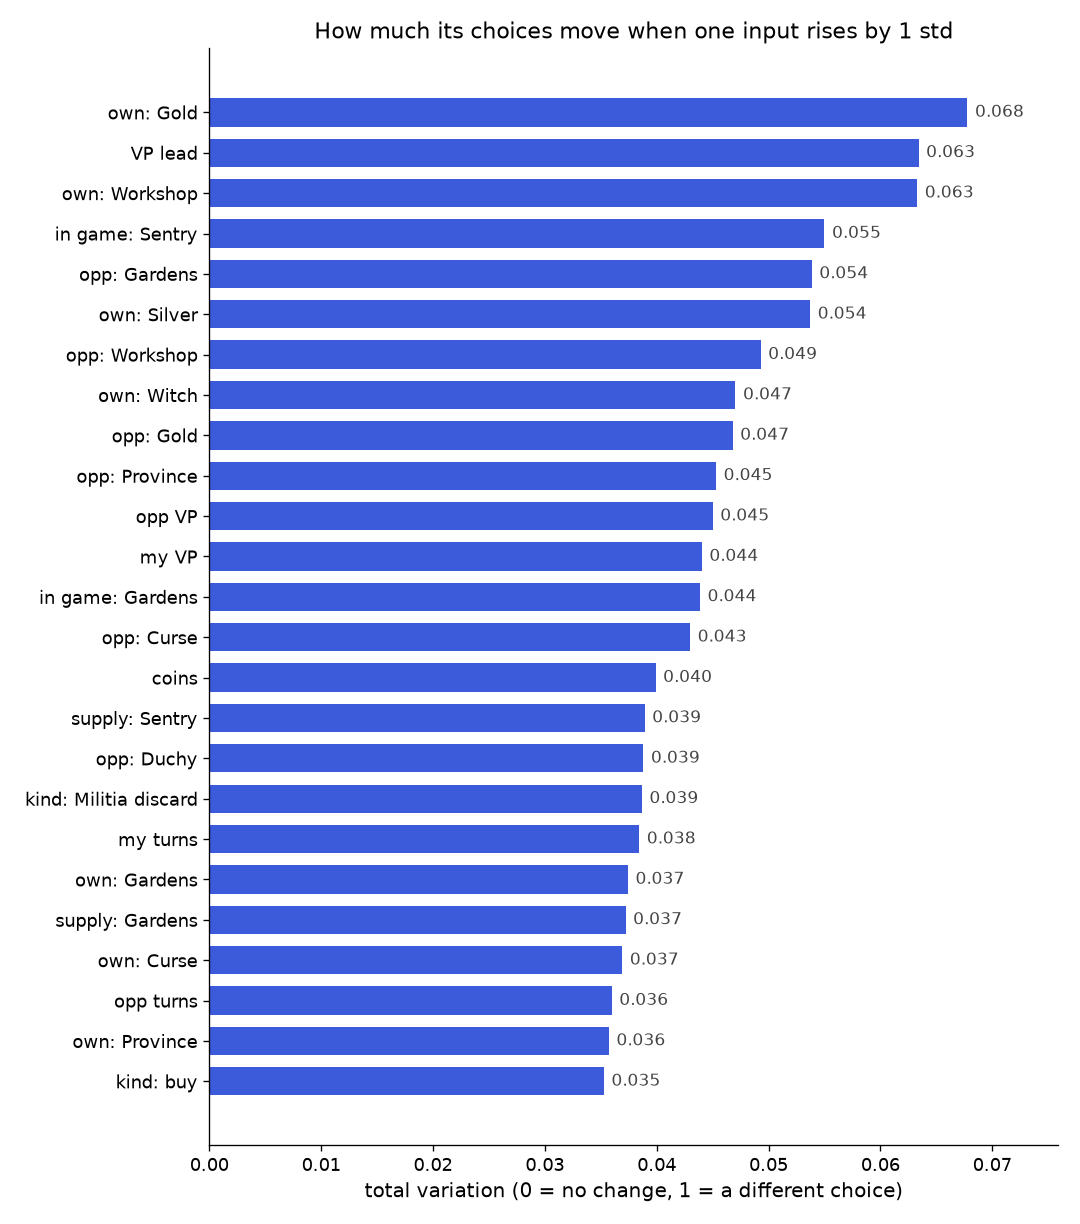 How much its choices move when one input rises by 1 std
own: Gold 0.068
VP lead 0.063
own: Workshop 0.063
in game: Sentry 0.055
opp: Gardens 0.054
own: Silver 0.054
opp: Workshop 0.049
own: Witch 0.047
opp: Gold 0.047
opp: Province 0.045
opp VP 0.045
my VP 0.044
in game: Gardens 0.044
opp: Curse 0.043
coins 0.040
supply: Sentry 0.039
opp: Duchy 0.039
kind: Militia discard 0.039
my turns 0.038
own: Gardens 0.037
supply: Gardens 0.037
own: Curse 0.037
opp turns 0.036
own: Province 0.036
kind: buy 0.035
0.00 0.01 0.02 0.03 0.04 0.05 0.06 0.07
total variation (0 = no change, 1 = a different choice)